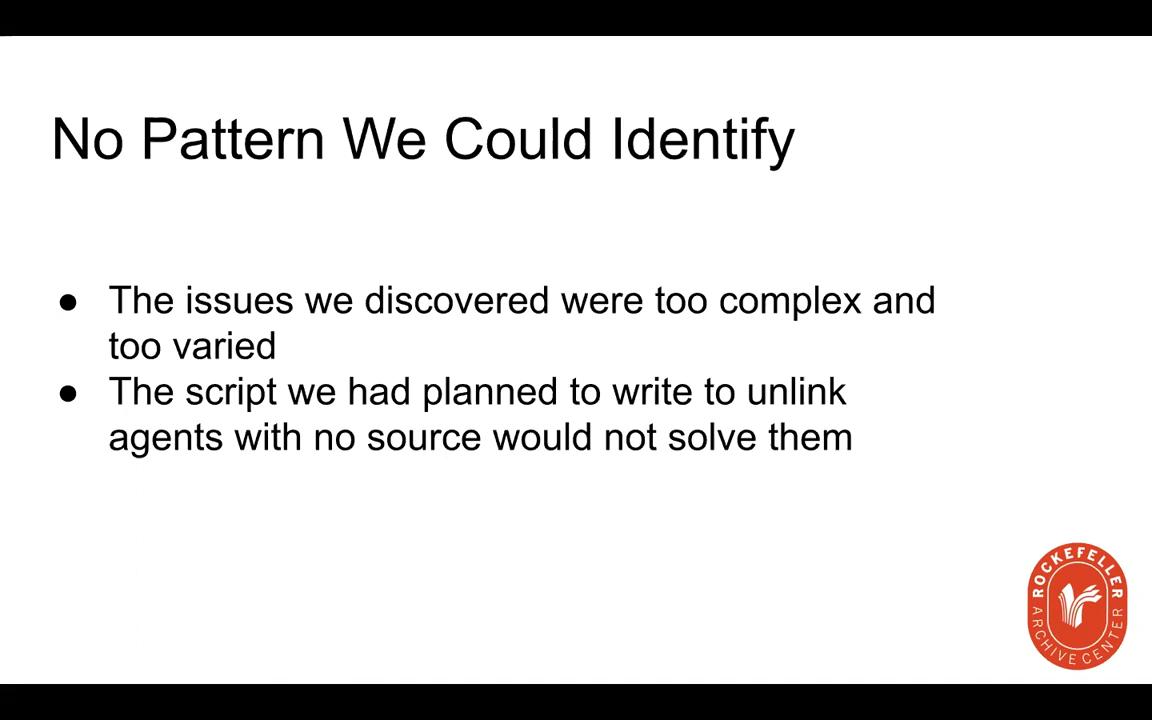 No Pattern We Could Identify
● The issues we discovered were too complex and
too varied
● The script we had planned to write to unlink
agents with no source would not solve them
ROCKEFELLER
ARCHIVE CENTER